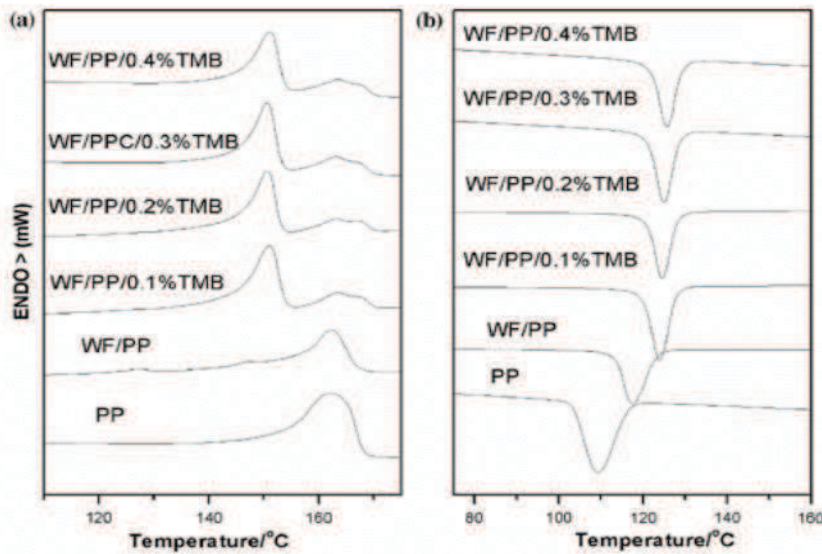 (a)
WF/PP/0.4%TMB
WF/PPC/0.3%TMB
WF/PP/0.2%TMB
WF/PP/0.1%TMB
WF/PP
PP
ENDO > (mW)
120 140 160
Temperature/°C
(b)
WF/PP/0.4%TMB
WF/PP/0.3%TMB
WF/PP/0.2%TMB
WF/PP/0.1%TMB
WF/PP
PP
80 100 120 140 160
Temperature/°C